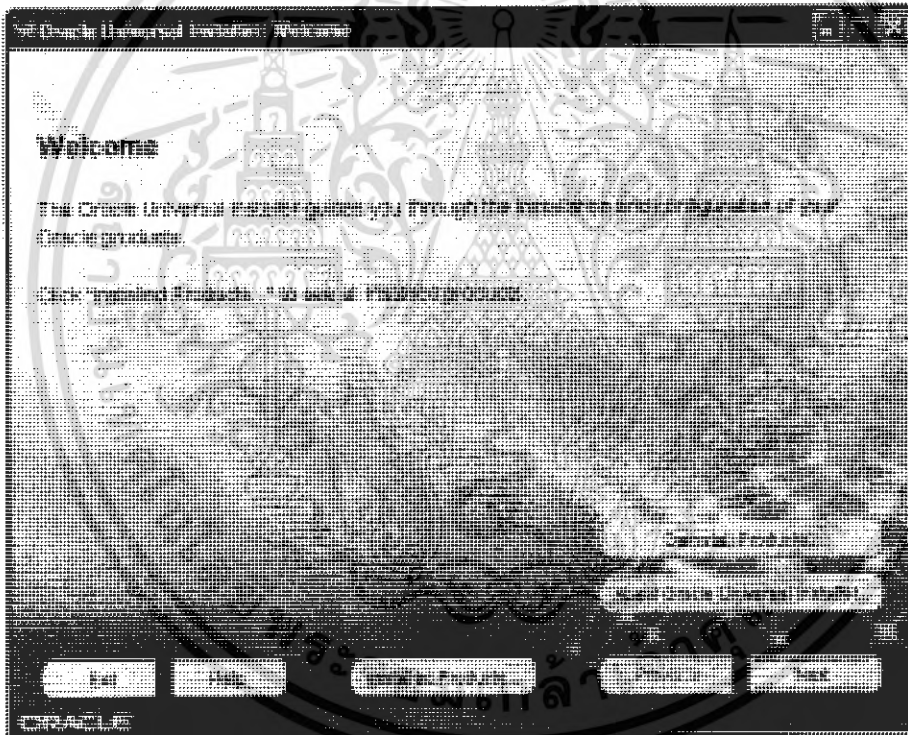 Oracle Universal Installer: Welcome
Welcome
The Oracle Universal Installer guides you through the installation and configuration of your
Oracle products.
Click "Installed Products..." to see all installed products.
Deinstall Products...
About Oracle Universal Installer...
Exit
Help
Installed Products...
Previous
Next
ORACLE